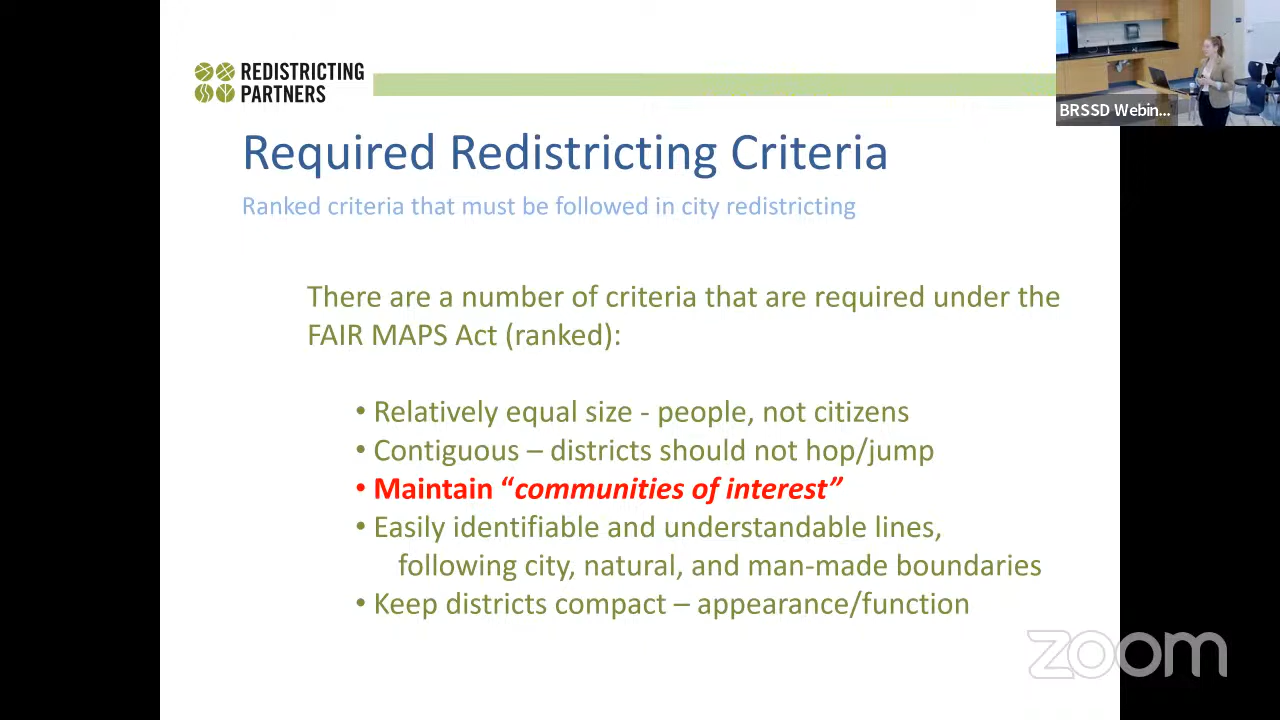 REDISTRICTING
PARTNERS
BRSSD Webin...
Required Redistricting Criteria
Ranked criteria that must be followed in city redistricting
There are a number of criteria that are required under the
FAIR MAPS Act (ranked):
• Relatively equal size - people, not citizens
• Contiguous – districts should not hop/jump
• Maintain “communities of interest”
• Easily identifiable and understandable lines,
following city, natural, and man-made boundaries
• Keep districts compact – appearance/function
zoom